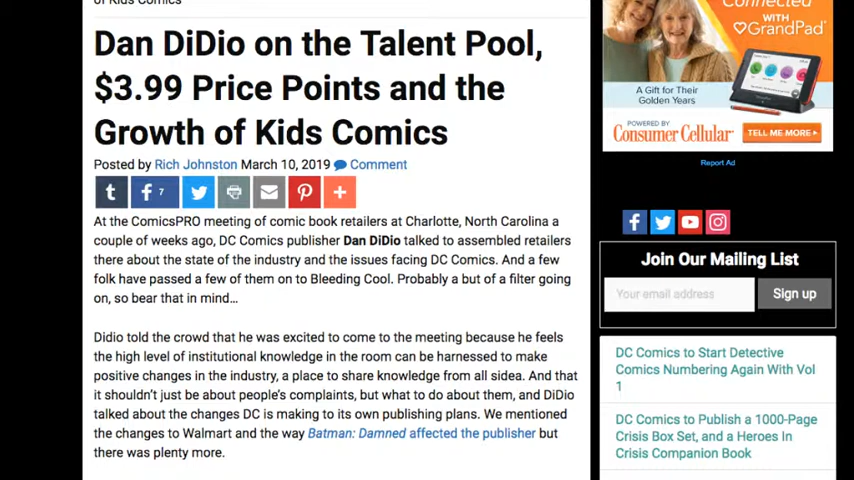 of Kids Comics
Dan DiDio on the Talent Pool,
$3.99 Price Points and the
Growth of Kids Comics
Posted by Rich Johnston March 10, 2019 Comment
t f 7
At the ComicsPRO meeting of comic book retailers at Charlotte, North Carolina a
couple of weeks ago, DC Comics publisher Dan DiDio talked to assembled retailers
there about the state of the industry and the issues facing DC Comics. And a few
folk have passed a few of them on to Bleeding Cool. Probably a but of a filter going
on, so bear that in mind...
Didio told the crowd that he was excited to come to the meeting because he feels
the high level of institutional knowledge in the room can be harnessed to make
positive changes in the industry, a place to share knowledge from all sidea. And that
it shouldn't just be about people's complaints, but what to do about them, and DiDio
talked about the changes DC is making to its own publishing plans. We mentioned
the changes to Walmart and the way Batman: Damned affected the publisher but
there was plenty more.
Connected
WITH
GrandPad®
A Gift for Their
Golden Years
POWERED BY
Consumer Cellular
TELL ME MORE
Report Ad
Join Our Mailing List
Your email address
Sign up
DC Comics to Start Detective
Comics Numbering Again With Vol
1
DC Comics to Publish a 1000-Page
Crisis Box Set, and a Heroes In
Crisis Companion Book